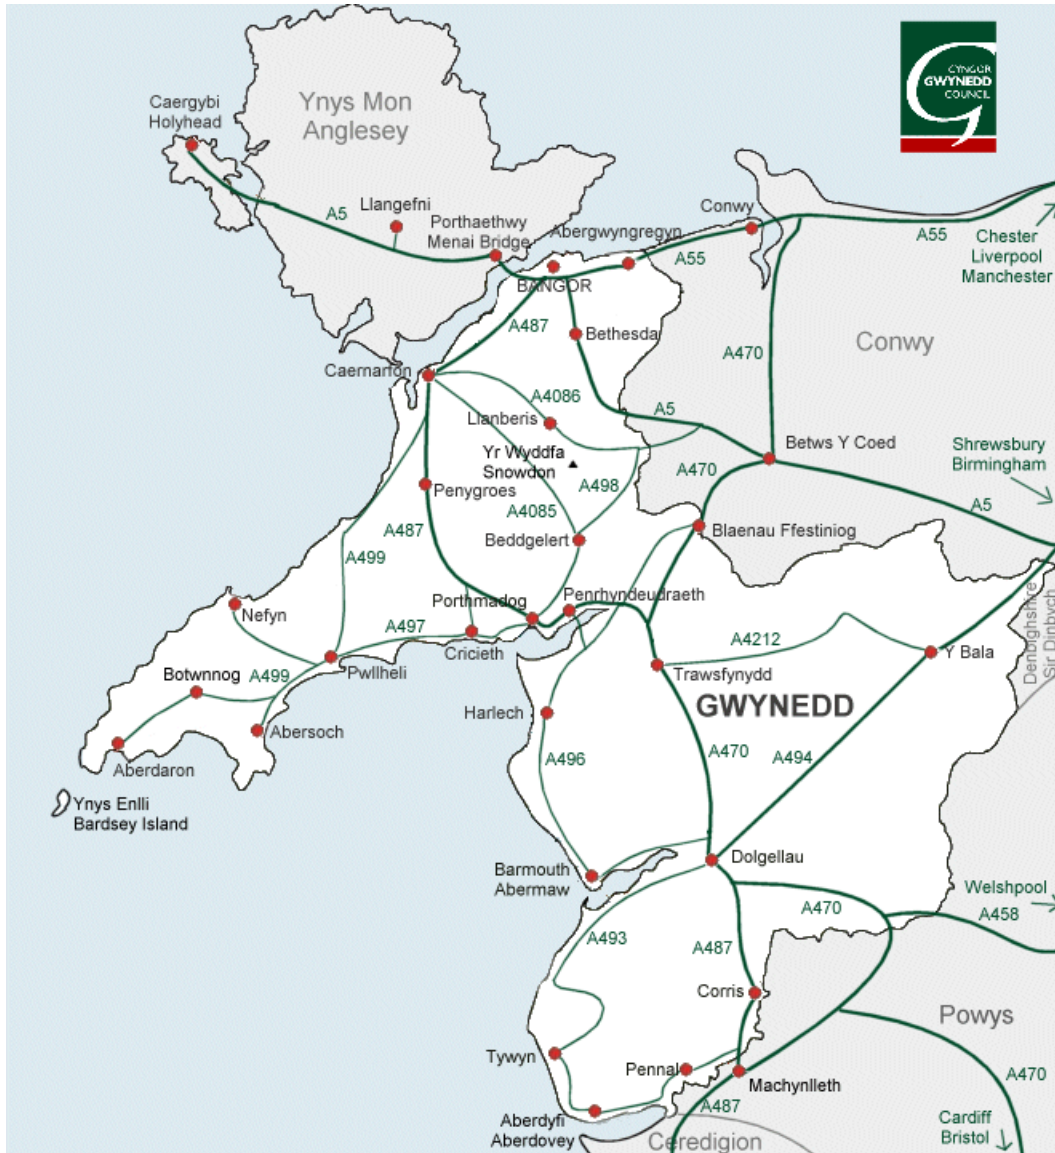 CYNGOR
GWYNEDD
COUNCIL
Caergybi
Holyhead
Ynys Mon
Anglesey
A5
Llangefni
Porthaethwy
Menai Bridge
Abergwyngregyn
Conwy
A55
A55
Chester
Liverpool
Manchester
BANGOR
A487
Bethesda
Conwy
A470
Caernarfon
A4086
Llanberis
A5
Betws Y Coed
Shrewsbury
Birmingham
Yr Wyddfa
Snowdon
A498
A470
A5
Penygroes
A4085
A487
Beddgelert
Blaenau Ffestiniog
A499
Nefyn
Porthmadog
Penrhyndeudraeth
A497
Cricieth
A4212
Y Bala
Denbighshire
Sir Dinbych
Botwnnog
A499
Pwllheli
Trawsfynydd
GWYNEDD
Harlech
Abersoch
Aberdaron
A470
A494
A496
Ynys Enlli
Bardsey Island
Barmouth
Abermaw
Dolgellau
Welshpool
A458
A470
A493
A487
Corris
Powys
Tywyn
Pennal
Machynlleth
A470
A487
Aberdyfi
Aberdovey
Ceredigion
Cardiff
Bristol